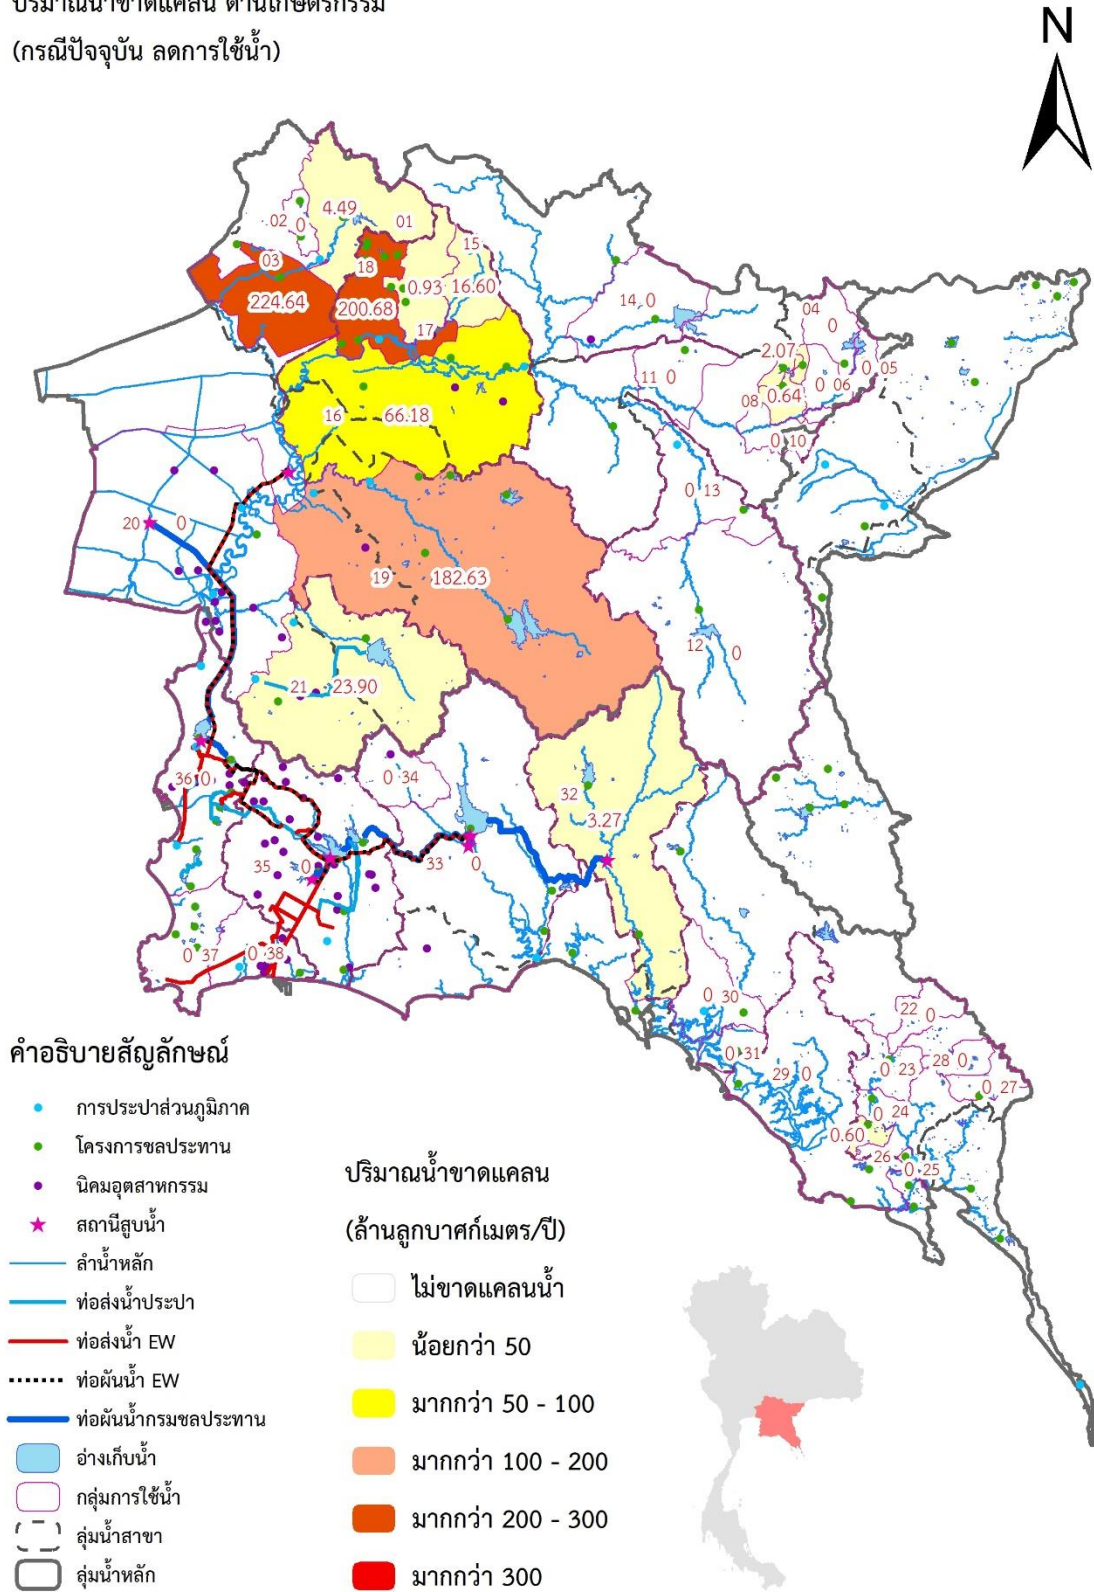 ปริมาณน้ำขาดแคลน ด้านเกษตรกรรม
(กรณีปัจจุบัน ลดการใช้น้ำ)
N
02 0
4.49
01
15
03
18
0.93
16.60
224.64
200.68
17
14 0
04
0
2.07
0 05
11 0
0 06
08
0.64
16
66.18
0 10
0 13
20 0
19
182.63
12
0
21
23.90
36 0
0 34
32
3.27
35
0
33
0
0 37
0 38
0 30
22 0
0 31
28 0
29 0
0 23
0 27
0 24
0.60
26
0 25
คำอธิบายสัญลักษณ์
การประปาส่วนภูมิภาค
โครงการชลประทาน
นิคมอุตสาหกรรม
สถานีสูบน้ำ
ลำน้ำหลัก
ท่อส่งน้ำประปา
ท่อส่งน้ำ EW
ท่อผันน้ำ EW
ท่อผันน้ำกรมชลประทาน
อ่างเก็บน้ำ
กลุ่มการใช้น้ำ
ลุ่มน้ำสาขา
ลุ่มน้ำหลัก
ปริมาณน้ำขาดแคลน
(ล้านลูกบาศก์เมตร/ปี)
ไม่ขาดแคลนน้ำ
น้อยกว่า 50
มากกว่า 50 - 100
มากกว่า 100 - 200
มากกว่า 200 - 300
มากกว่า 300